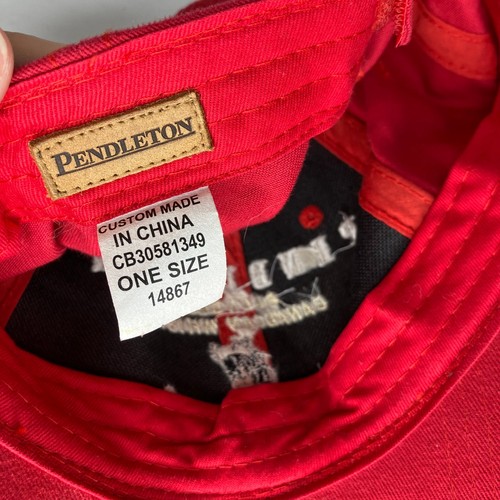 PENDLETON
CUSTOM MADE
IN CHINA
CB30581349
ONE SIZE
14867